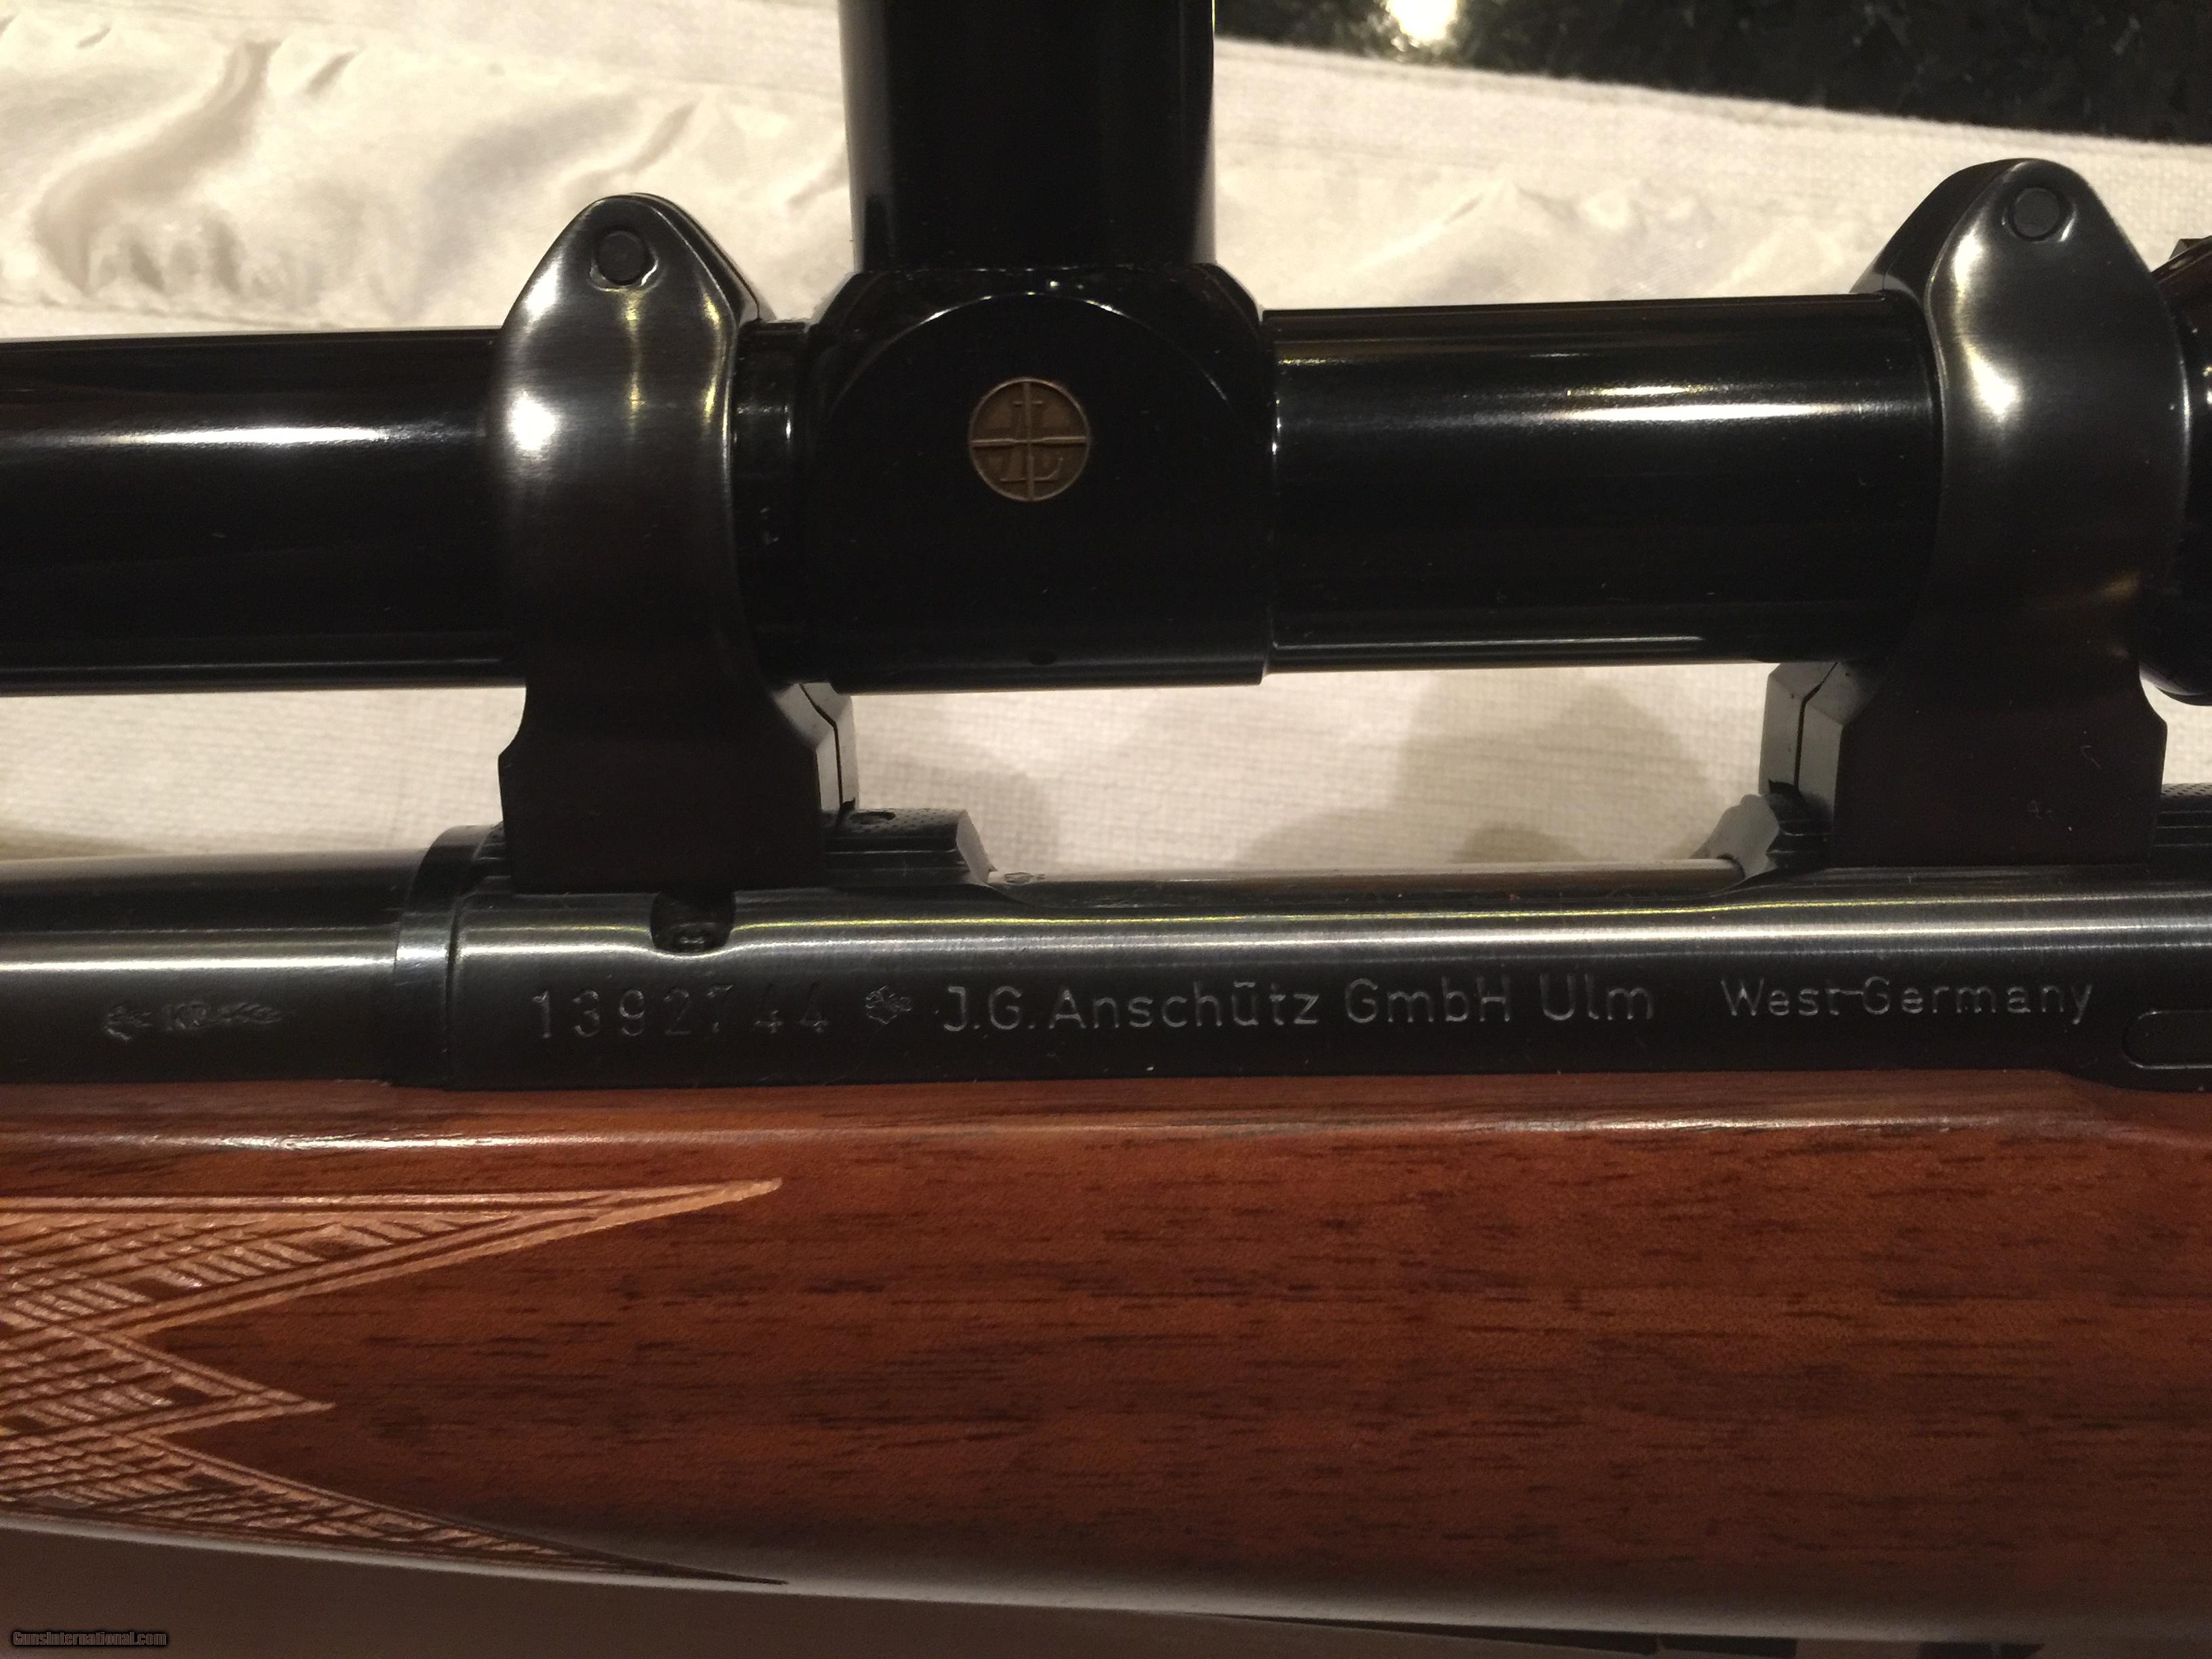 1392744 J.G. Anschütz GmbH Ulm West-Germany
GunsInternational.com